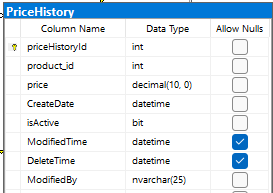 PriceHistory
Column Name Data Type Allow Nulls
priceHistoryId int
product_id int
price decimal(10, 0)
CreateDate datetime
isActive bit
ModifiedTime datetime
DeleteTime datetime
ModifiedBy nvarchar(25)